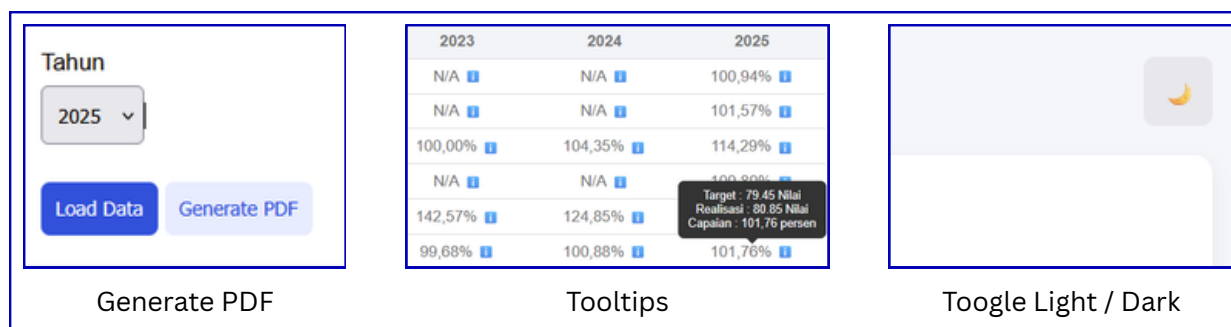 Tahun
2025
Load Data Generate PDF
Generate PDF
2023 2024 2025
N/A N/A 100,94%
N/A N/A 101,57%
100,00% 104,35% 114,29%
N/A N/A
142,57% 124,85%
Target : 79.45 Nilai
Realisasi : 80.85 Nilai
Capaian : 101,76 persen
99,68% 100,88% 101,76%
Tooltips
Toogle Light / Dark